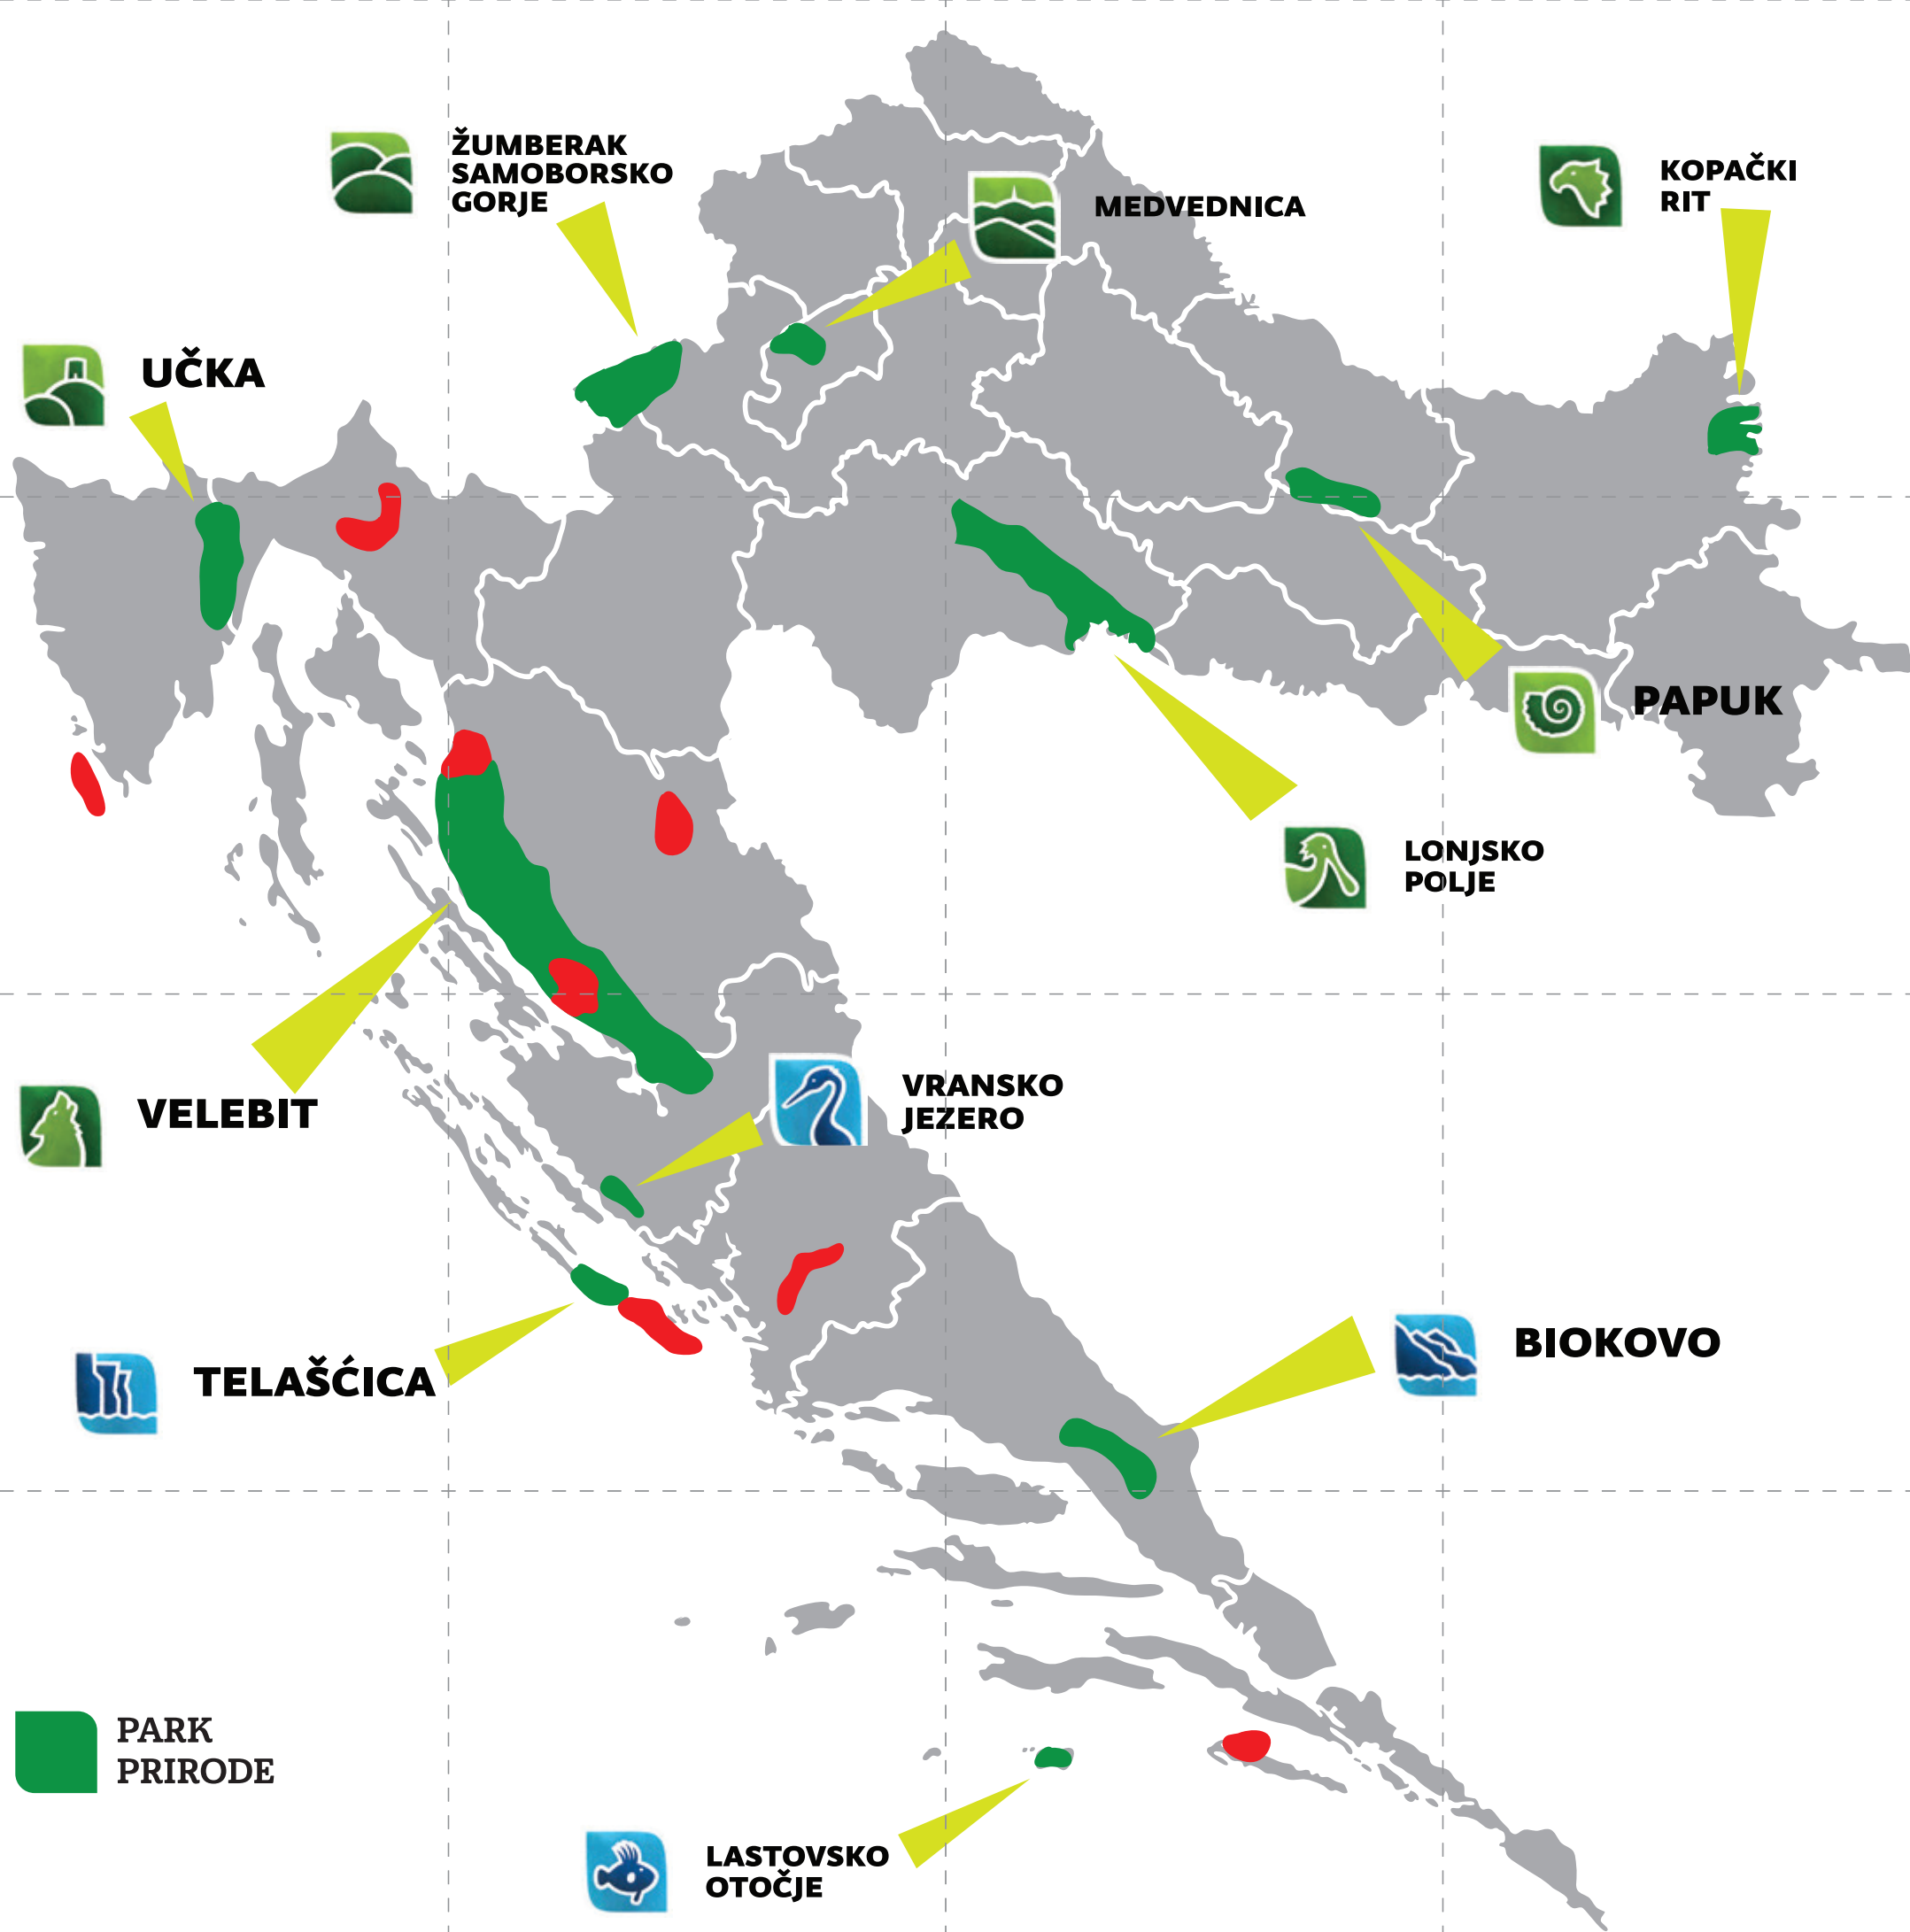 ŽUMBERAK
SAMOBORSKO
GORJE
MEDVEDNICA
KOPAČKI
RIT
UČKA
PAPUK
LONJSKO
POLJE
VELEBIT
VRANSKO
JEZERO
TELAŠĆICA
BIOKOVO
PARK
PRIRODE
LASTOVSKO
OTOČJE